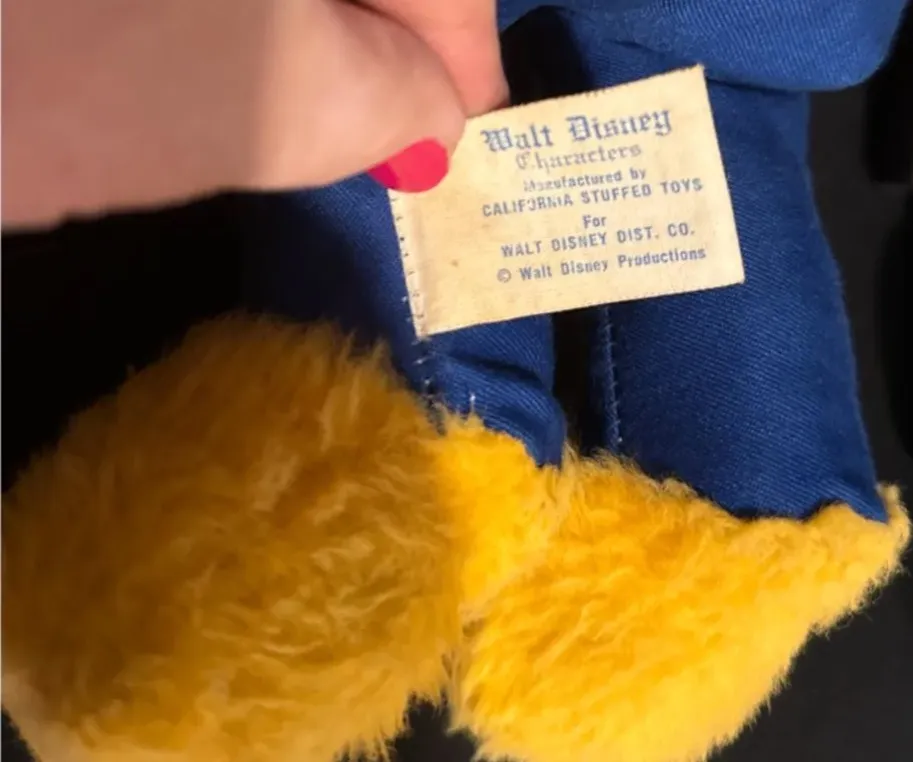 Walt Disney
Characters
Manufactured by
CALIFORNIA STUFFED TOYS
For
WALT DISNEY DIST. CO.
© Walt Disney Productions